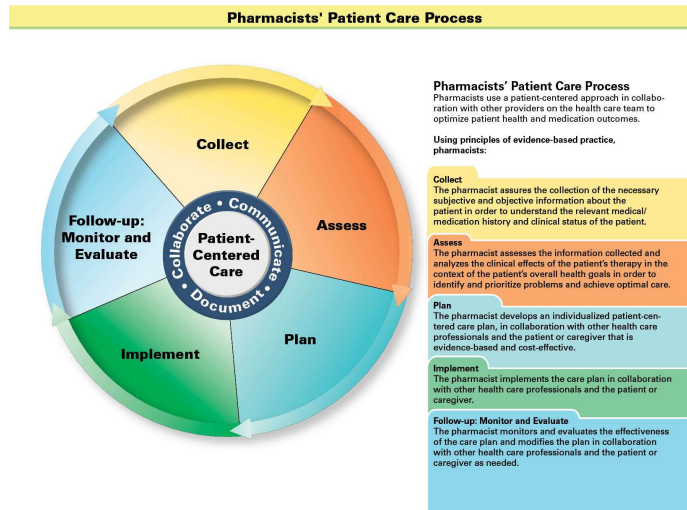 Pharmacists' Patient Care Process
Collect
Assess
Plan
Implement
Follow-up:
Monitor and
Evaluate
Collaborate • Communicate • Document •
Patient-
Centered
Care
Pharmacists’ Patient Care Process
Pharmacists use a patient-centered approach in collabo-
ration with other providers on the health care team to
optimize patient health and medication outcomes.
Using principles of evidence-based practice,
pharmacists:
Collect
The pharmacist assures the collection of the necessary
subjective and objective information about the
patient in order to understand the relevant medical/
medication history and clinical status of the patient.
Assess
The pharmacist assesses the information collected and
analyzes the clinical effects of the patient’s therapy in the
context of the patient’s overall health goals in order to
identify and prioritize problems and achieve optimal care.
Plan
The pharmacist develops an individualized patient-cen-
tered care plan, in collaboration with other health care
professionals and the patient or caregiver that is
evidence-based and cost-effective.
Implement
The pharmacist implements the care plan in collaboration
with other health care professionals and the patient or
caregiver.
Follow-up: Monitor and Evaluate
The pharmacist monitors and evaluates the effectiveness
of the care plan and modifies the plan in collaboration
with other health care professionals and the patient or
caregiver as needed.